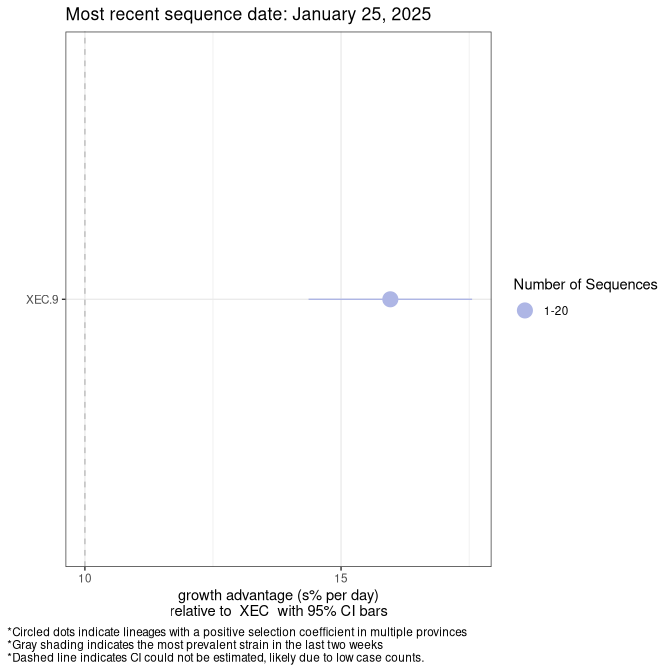 Most recent sequence date: January 25, 2025
XEC.9
Number of Sequences
1-20
10
15
growth advantage (s% per day)
relative to XEC with 95% CI bars
*Circled dots indicate lineages with a positive selection coefficient in multiple provinces
*Gray shading indicates the most prevalent strain in the last two weeks
*Dashed line indicates CI could not be estimated, likely due to low case counts.